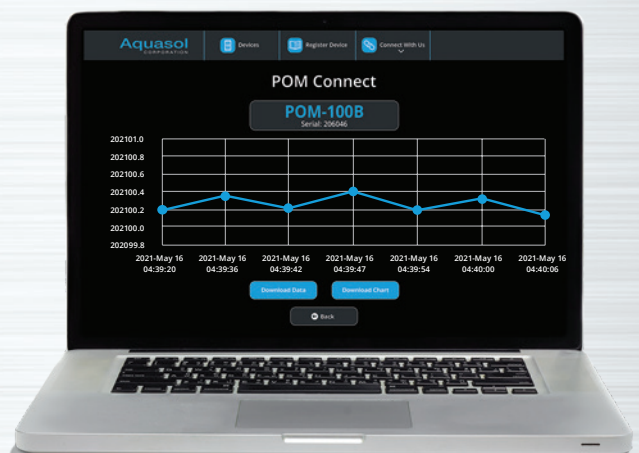 Aquasol
CORPORATION
Devices
Register Device
Connect With Us
POM Connect
POM-100B
Serial: 206046
202101.0
202100.8
202100.6
202100.4
202100.2
202100.0
202099.8
2021-May 16 2021-May 16 2021-May 16 2021-May 16 2021-May 16 2021-May 16 2021-May 16
04:39:20 04:39:36 04:39:42 04:39:47 04:39:54 04:40:00 04:40:06
Download Data Download Chart
Back